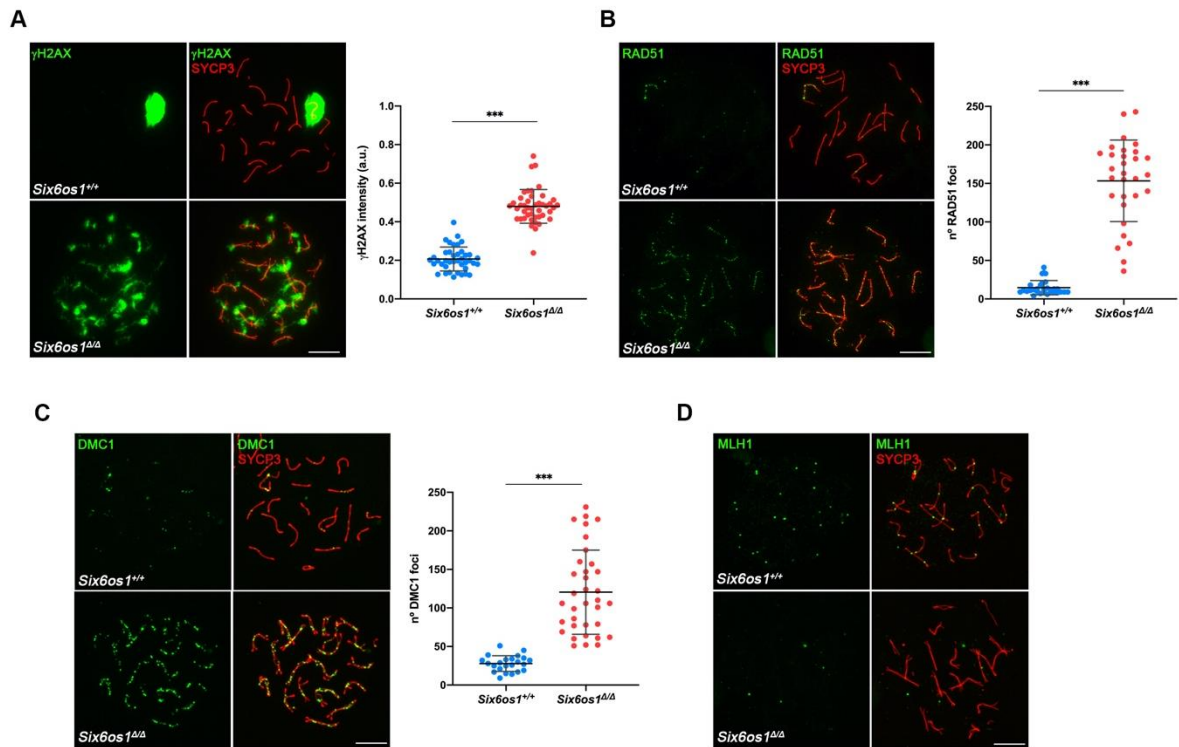 A
γH2AX
γH2AX
SYCP3
Six6os1+/+
Six6os1Δ/Δ
γH2AX intensity (a.u.)
1.0
0.8
0.6
0.4
0.2
0.0
***
Six6os1+/+
Six6os1Δ/Δ
B
RAD51
RAD51
SYCP3
Six6os1+/+
Six6os1Δ/Δ
nº RAD51 foci
250
200
150
100
50
0
***
Six6os1+/+
Six6os1Δ/Δ
C
DMC1
DMC1
SYCP3
Six6os1+/+
Six6os1Δ/Δ
nº DMC1 foci
250
200
150
100
50
0
***
Six6os1+/+
Six6os1Δ/Δ
D
MLH1
MLH1
SYCP3
Six6os1+/+
Six6os1Δ/Δ